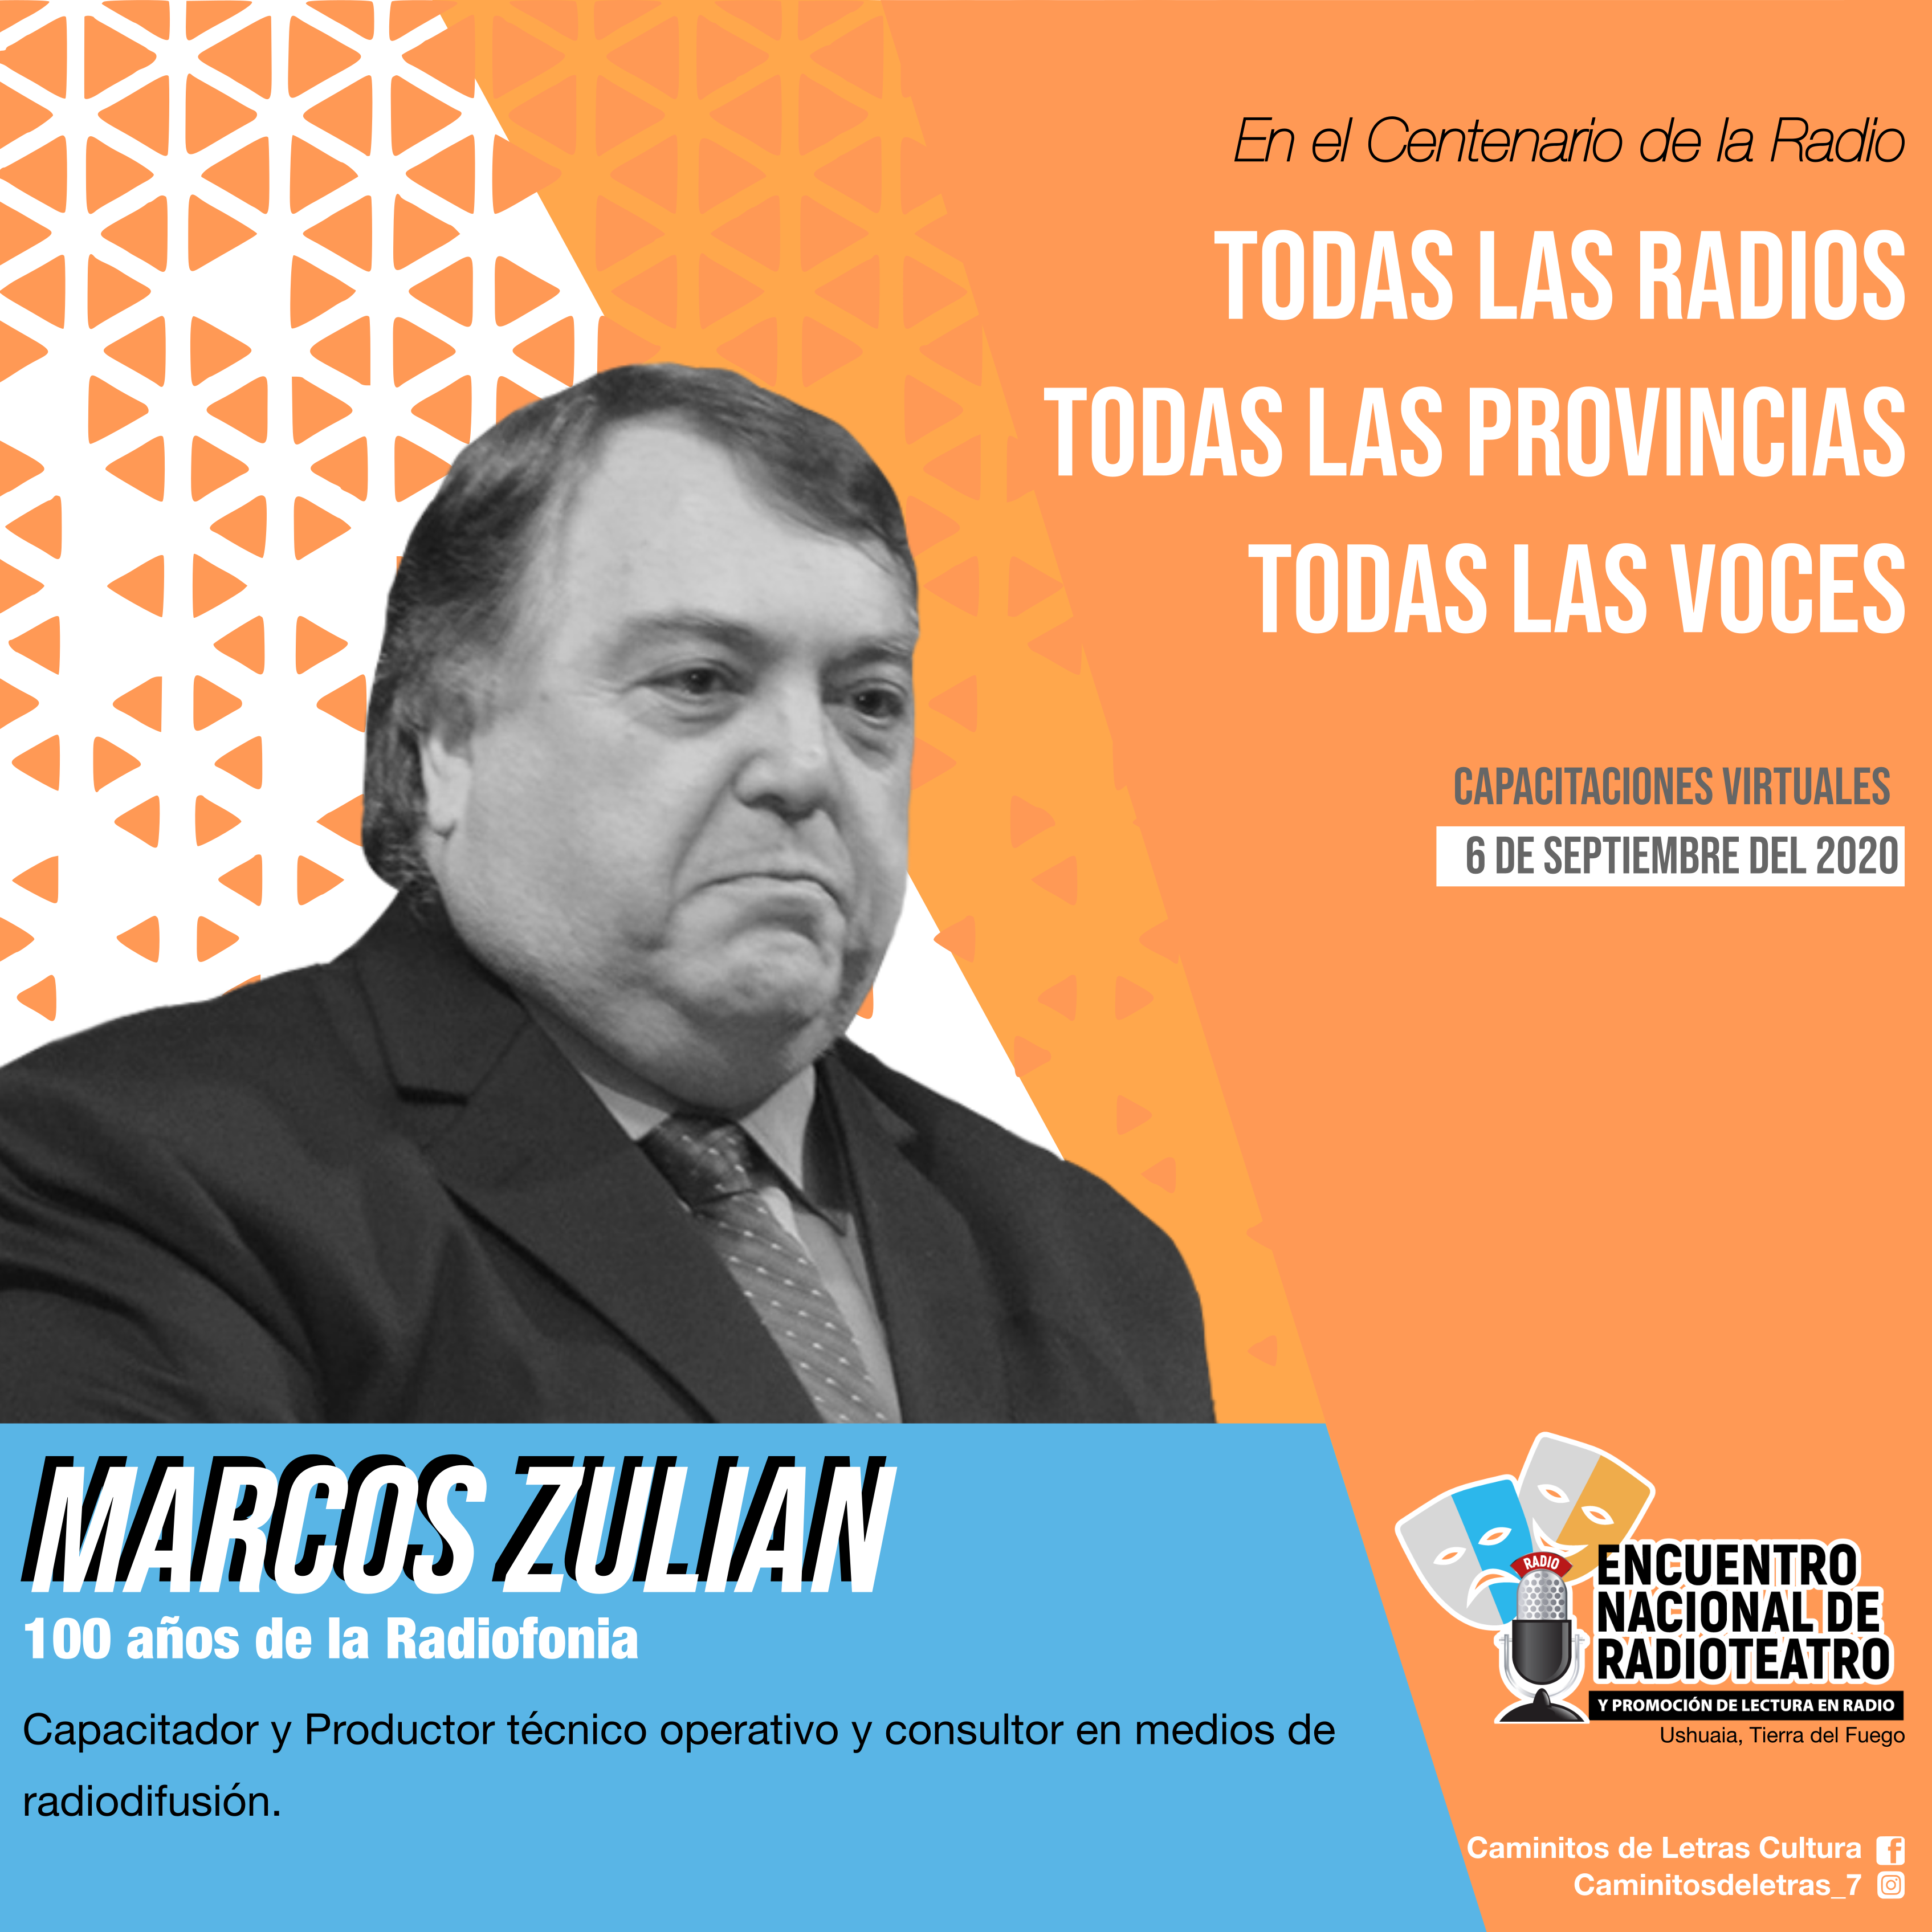 En el Centenario de la Radio
TODAS LAS RADIOS
TODAS LAS PROVINCIAS
TODAS LAS VOCES
CAPACITACIONES VIRTUALES
6 DE SEPTIEMBRE DEL 2020
MARCOS ZULIAN
100 años de la Radiofonia
Capacitador y Productor técnico operativo y consultor en medios de
radiodifusión.
RADIO
ENCUENTRO
NACIONAL DE
RADIOTEATRO
Y PROMOCIÓN DE LECTURA EN RADIO
Ushuaia, Tierra del Fuego
Caminitos de Letras Cultura
Caminitosdeletras_7